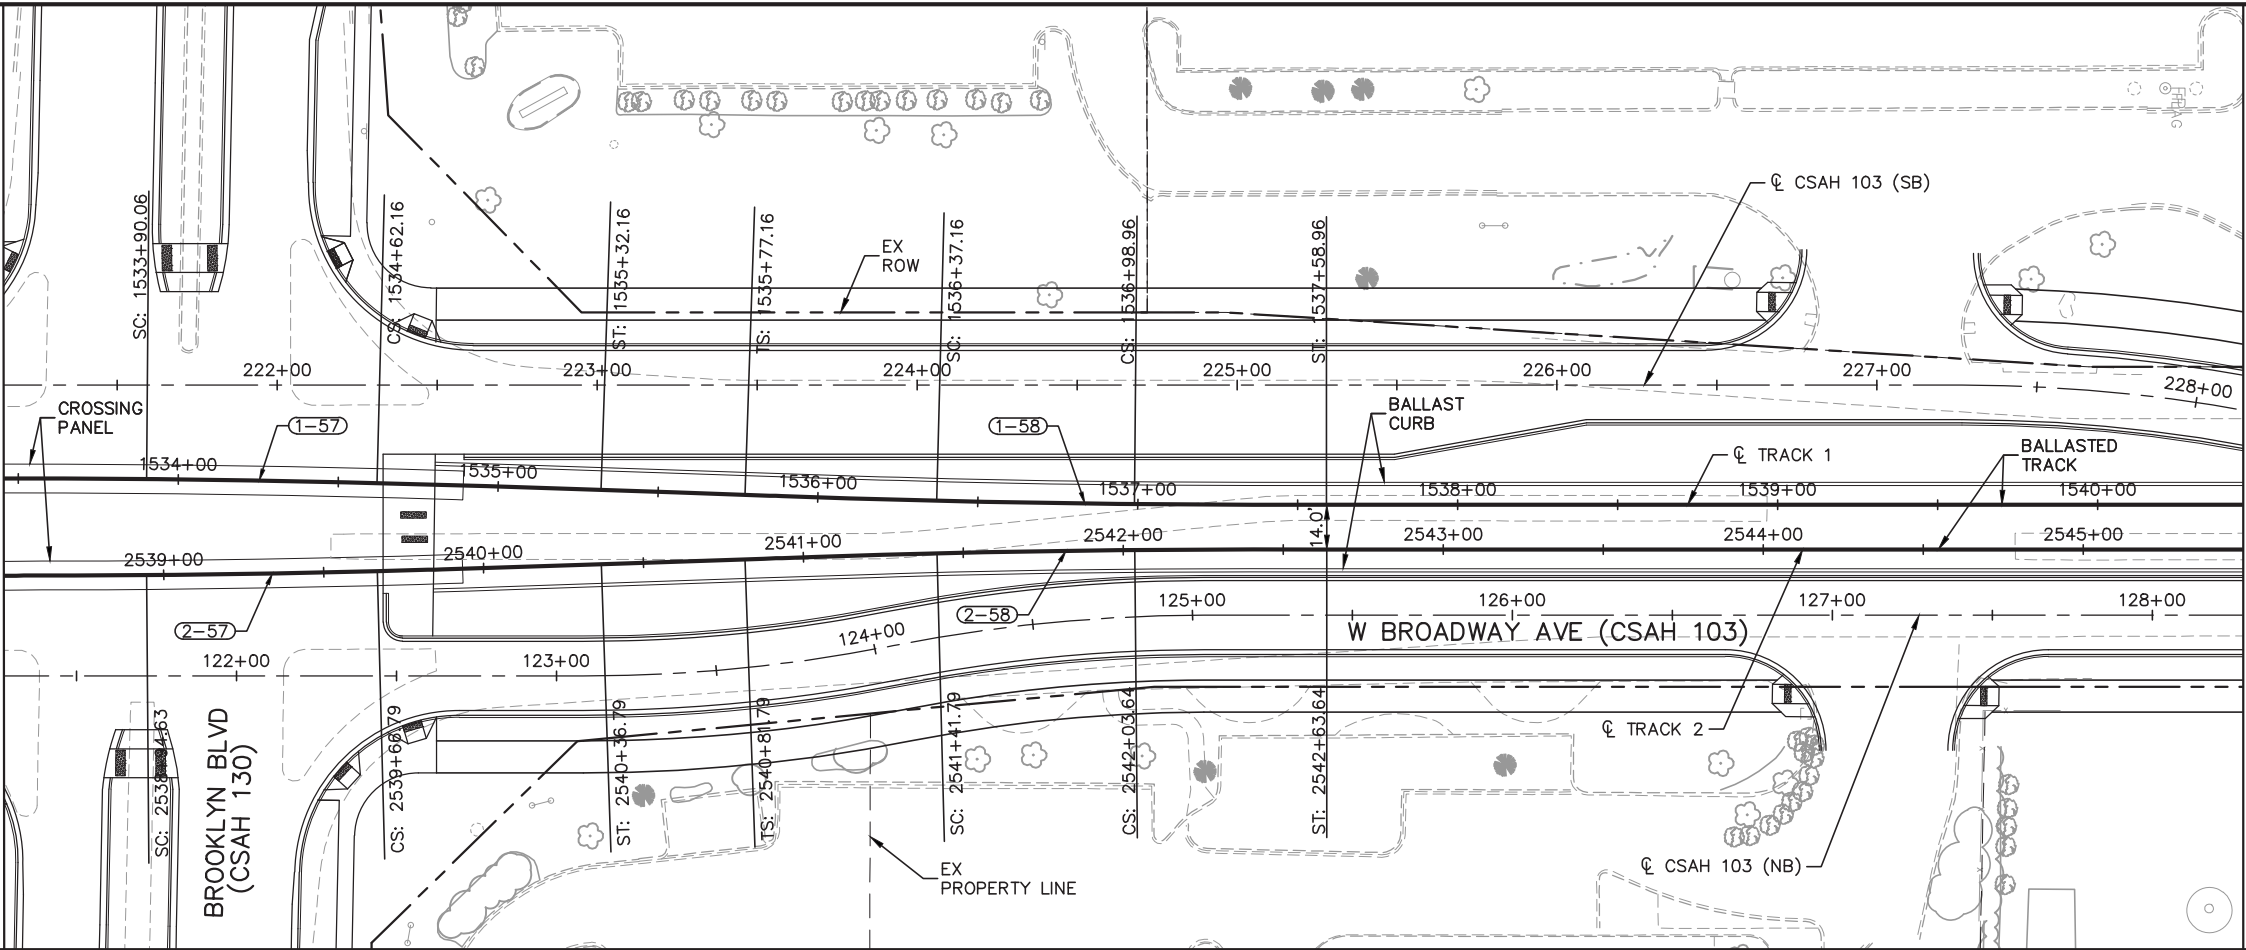 ℄ CSAH 103 (SB)
SC: 1533+90.06
CS: 1534+62.16
ST: 1535+32.16
TS: 1535+77.16
SC: 1536+37.16
CS: 1536+98.96
ST: 1537+58.96
EX
ROW
222+00
223+00
224+00
225+00
226+00
227+00
228+00
CROSSING
PANEL
1-57
1-58
BALLAST
CURB
℄ TRACK 1
BALLASTED
TRACK
1534+00
1535+00
1536+00
1537+00
1538+00
1539+00
1540+00
14.0'
2539+00
2540+00
2541+00
2542+00
2543+00
2544+00
2545+00
2-57
2-58
122+00
123+00
124+00
125+00
126+00
127+00
128+00
W BROADWAY AVE (CSAH 103)
BROOKLYN BLVD
(CSAH 130)
CS: 2539+66.79
ST: 2540+36.79
TS: 2540+81.79
SC: 2541+41.79
CS: 2542+03.64
ST: 2542+63.64
℄ TRACK 2
℄ CSAH 103 (NB)
EX
PROPERTY LINE